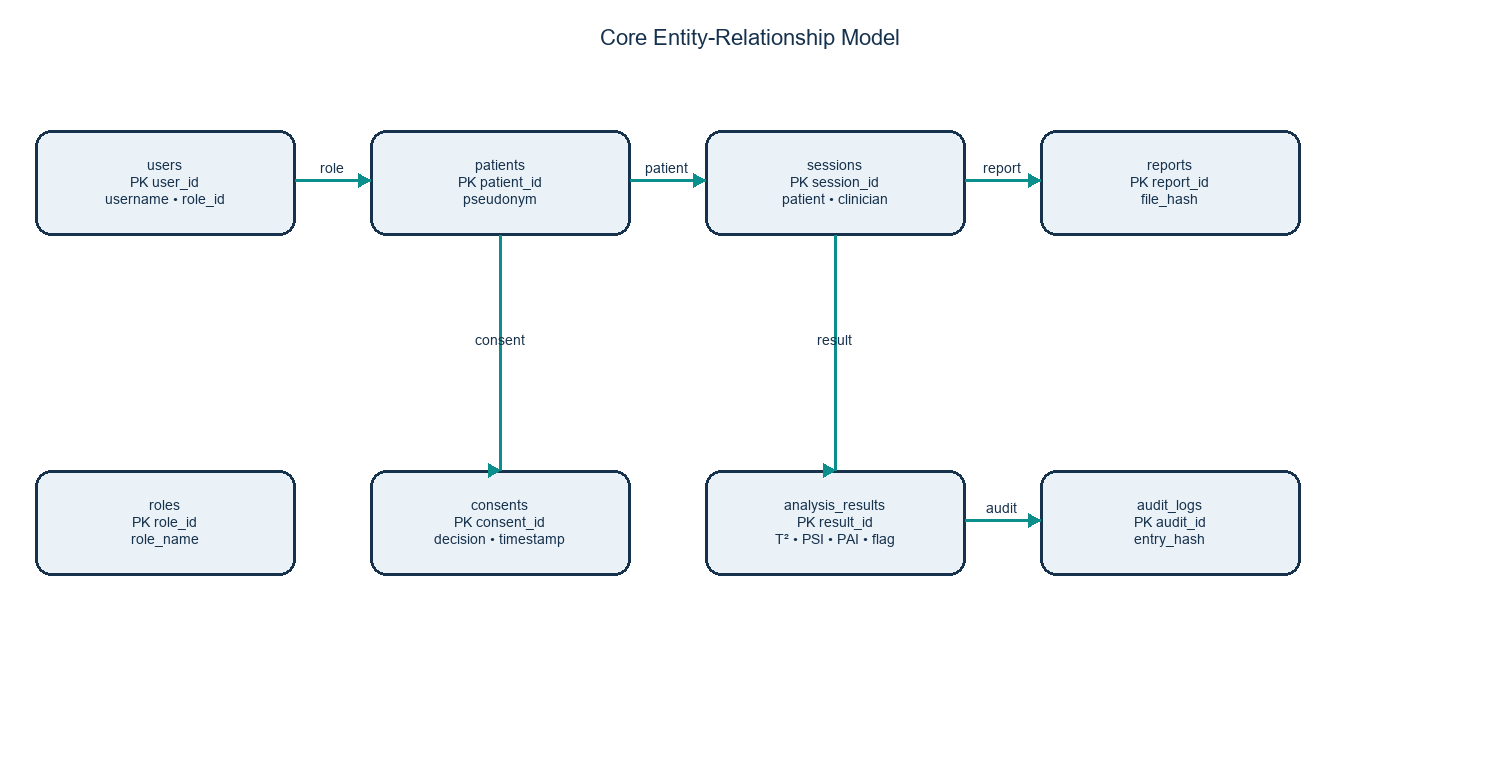 Core Entity-Relationship Model
users
PK user_id
username • role_id
role
patients
PK patient_id
pseudonym
patient
sessions
PK session_id
patient • clinician
report
reports
PK report_id
file_hash
consent
result
roles
PK role_id
role_name
consents
PK consent_id
decision • timestamp
analysis_results
PK result_id
T² • PSI • PAI • flag
audit
audit_logs
PK audit_id
entry_hash